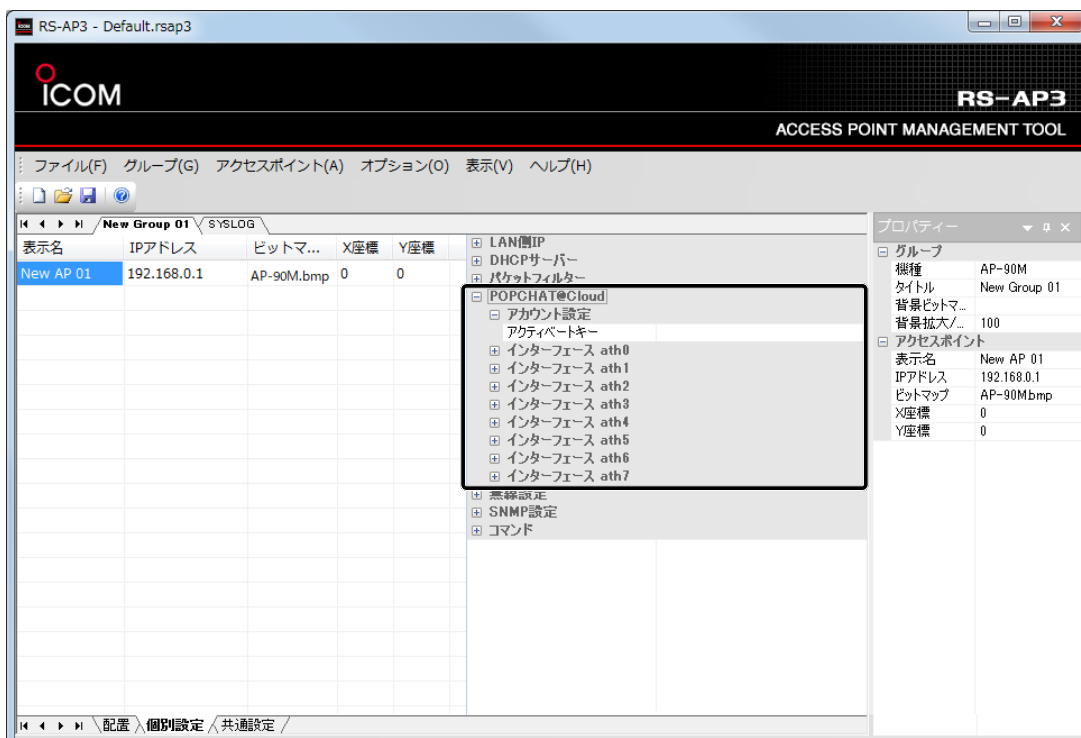 RS-AP3 - Default.rsap3
ICOM
RS-AP3
ACCESS POINT MANAGEMENT TOOL
ファイル(F) グループ(G) アクセスポイント(A) オプション(O) 表示(V) ヘルプ(H)
New Group 01 SYSLOG
表示名 IPアドレス ビットマ... X座標 Y座標
New AP 01 192.168.0.1 AP-90M.bmp 0 0
LAN側IP
DHCPサーバー
パケットフィルター
POPCHAT@Cloud
アカウント設定
アクティベートキー
インターフェース ath0
インターフェース ath1
インターフェース ath2
インターフェース ath3
インターフェース ath4
インターフェース ath5
インターフェース ath6
インターフェース ath7
無線設定
SNMP設定
コマンド
プロパティー
グループ
機種 AP-90M
タイトル New Group 01
背景ビットマ...
背景拡大/... 100
アクセスポイント
表示名 New AP 01
IPアドレス 192.168.0.1
ビットマップ AP-90M.bmp
X座標 0
Y座標 0
配置 個別設定 共通設定